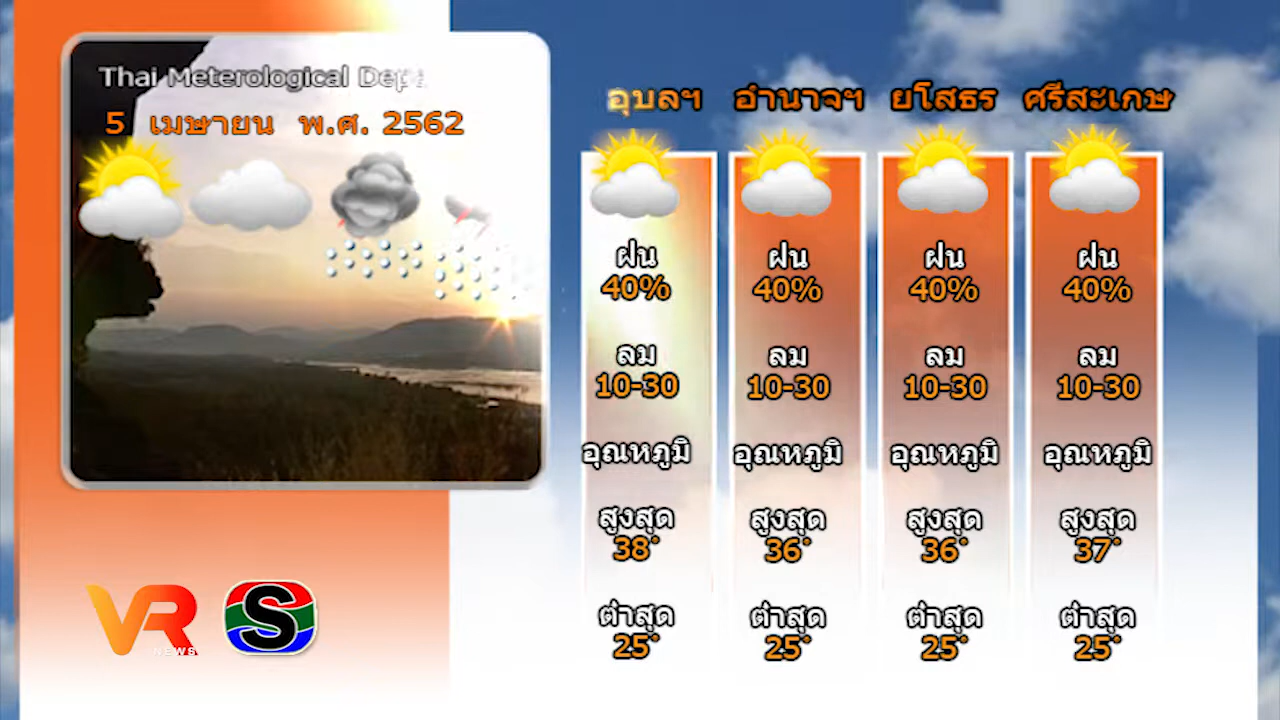 Thai Meterological Depa
5 เมษายน พ.ศ. 2562
อุบลฯ อำนาจฯ ยโสธร ศรีสะเกษ
ฝน ฝน ฝน ฝน
40% 40% 40% 40%
ลม ลม ลม ลม
10-30 10-30 10-30 10-30
อุณหภูมิ อุณหภูมิ อุณหภูมิ อุณหภูมิ
สูงสุด สูงสุด สูงสุด สูงสุด
38° 36° 36° 37°
ต่ำสุด ต่ำสุด ต่ำสุด ต่ำสุด
25° 25° 25° 25°
VR S
NEWS